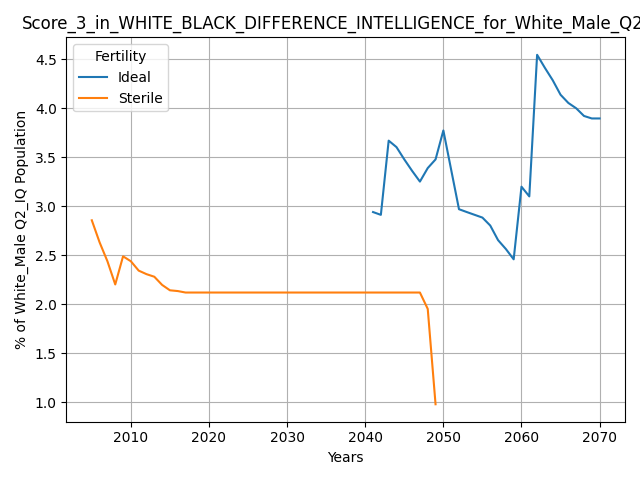 Score_3_in_WHITE_BLACK_DIFFERENCE_INTELLIGENCE_for_White_Male_Q2
Fertility
Ideal
Sterile
% of White_Male Q2_IQ Population
4.5
4.0
3.5
3.0
2.5
2.0
1.5
1.0
2010 2020 2030 2040 2050 2060 2070
Years